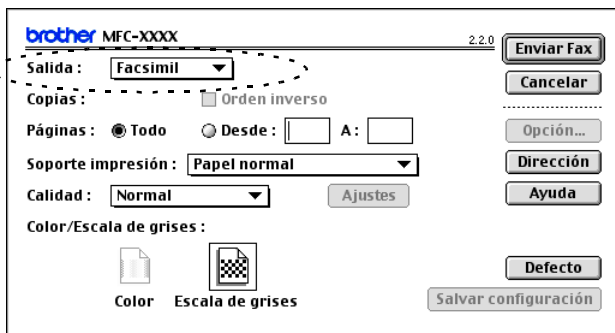 brother MFC-XXXX
2.2.0
Enviar Fax
Salida : Facsimil
Cancelar
Copias : Orden inverso
Páginas : Todo Desde : A :
Opción...
Soporte impresión : Papel normal
Dirección
Calidad : Normal Ajustes
Ayuda
Color/Escala de grises :
Color Escala de grises
Defecto
Salvar configuración